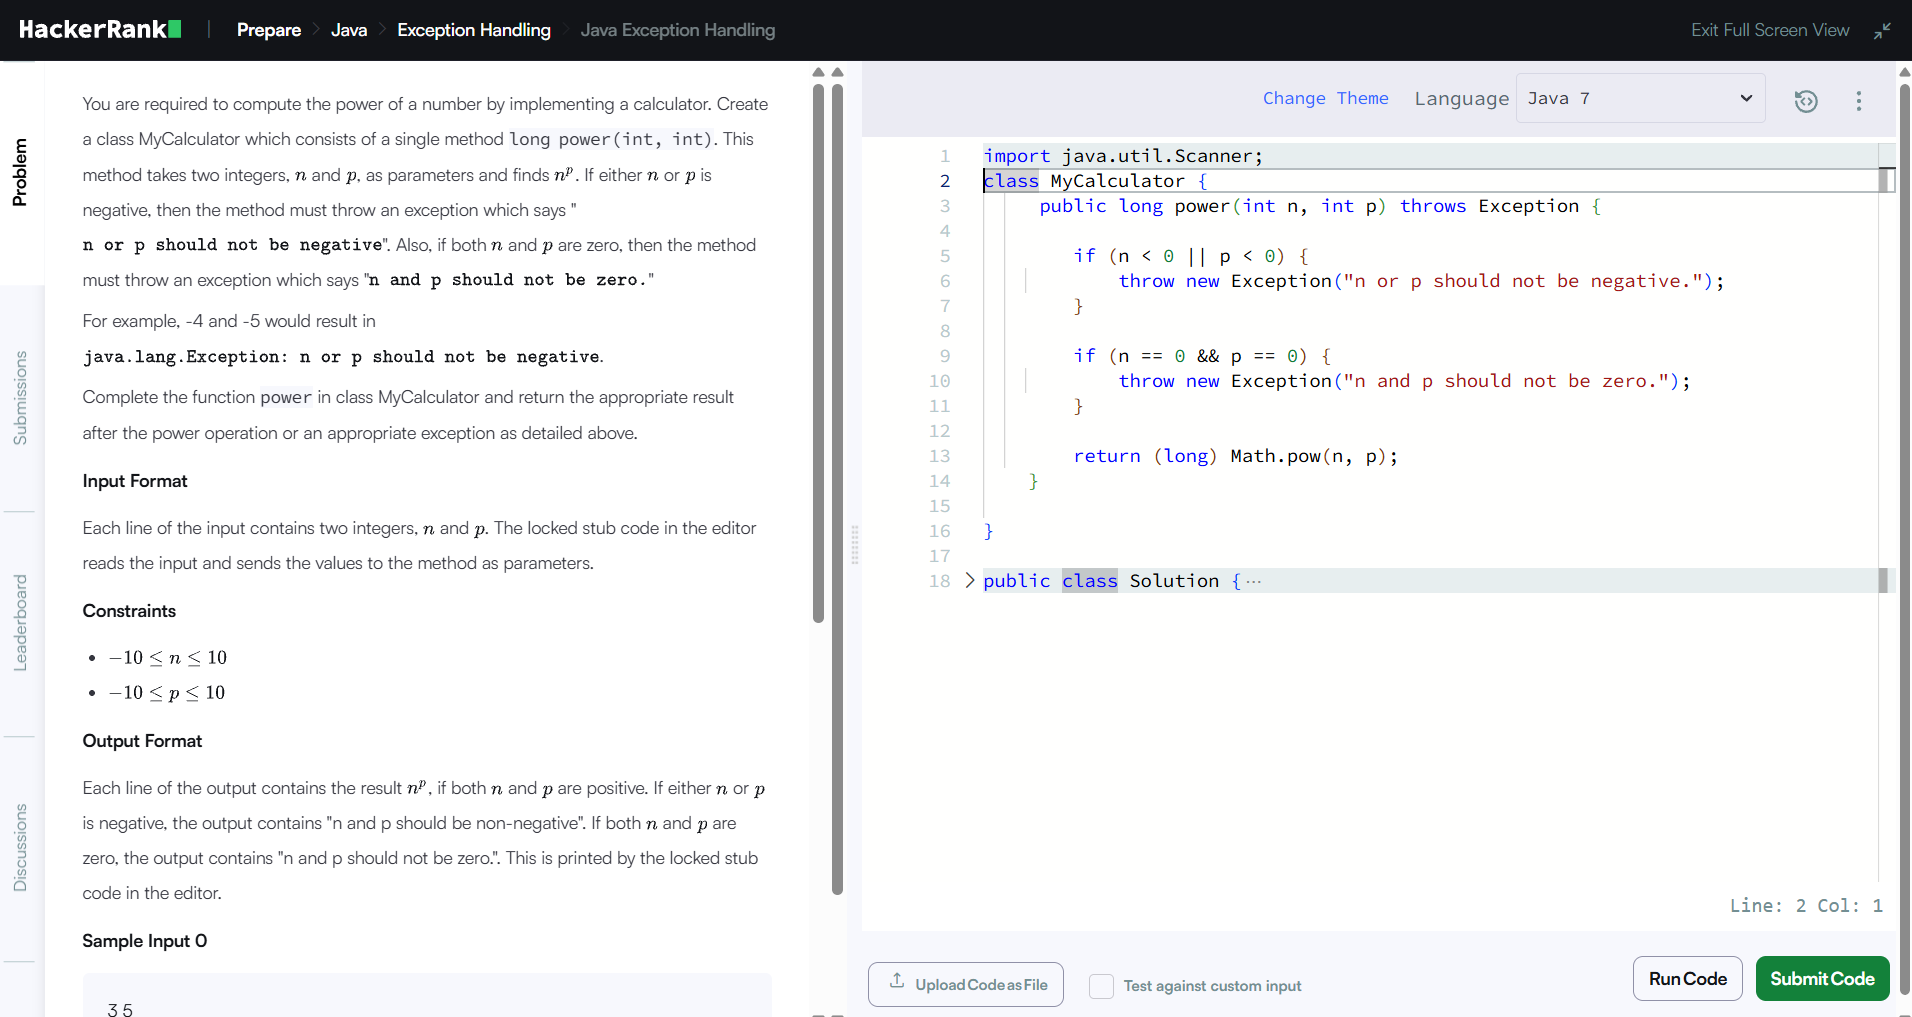 HackerRank | Prepare > Java > Exception Handling > Java Exception Handling
Exit Full Screen View
Problem
Submissions
Leaderboard
Discussions
You are required to compute the power of a number by implementing a calculator. Create
a class MyCalculator which consists of a single method long power(int, int). This
method takes two integers, n and p, as parameters and finds n^p. If either n or p is
negative, then the method must throw an exception which says "
n or p should not be negative". Also, if both n and p are zero, then the method
must throw an exception which says "n and p should not be zero."
For example, -4 and -5 would result in
java.lang.Exception: n or p should not be negative.
Complete the function power in class MyCalculator and return the appropriate result
after the power operation or an appropriate exception as detailed above.
Input Format
Each line of the input contains two integers, n and p. The locked stub code in the editor
reads the input and sends the values to the method as parameters.
Constraints
• −10 ≤ n ≤ 10
• −10 ≤ p ≤ 10
Output Format
Each line of the output contains the result n^p, if both n and p are positive. If either n or p
is negative, the output contains "n and p should be non-negative". If both n and p are
zero, the output contains "n and p should not be zero.". This is printed by the locked stub
code in the editor.
Sample Input 0
3 5
Change Theme Language Java 7
1 import java.util.Scanner;
2 class MyCalculator {
3 public long power(int n, int p) throws Exception {
4
5 if (n < 0 || p < 0) {
6 throw new Exception("n or p should not be negative.");
7 }
8
9 if (n == 0 && p == 0) {
10 throw new Exception("n and p should not be zero.");
11 }
12
13 return (long) Math.pow(n, p);
14 }
15
16 }
17
18 > public class Solution { ···
Line: 2 Col: 1
Upload Code as File
Test against custom input
Run Code
Submit Code